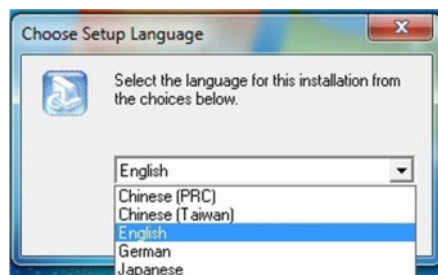 Choose Setup Language
Select the language for this installation from
the choices below.
English
Chinese (PRC)
Chinese (Taiwan)
English
German
Japanese